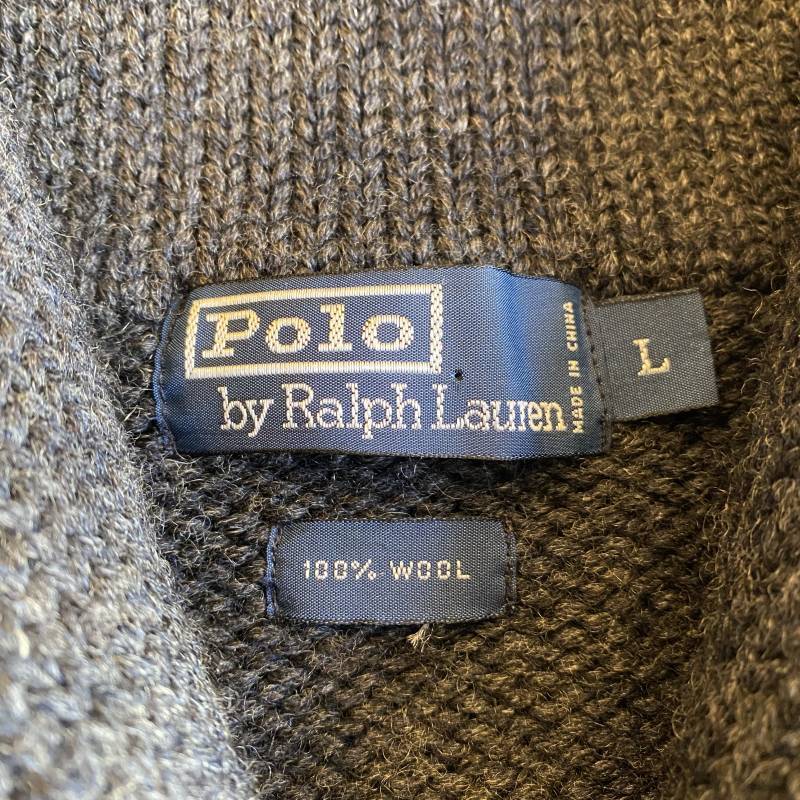 Polo
by Ralph Lauren
MADE IN CHINA
L
100% WOOL